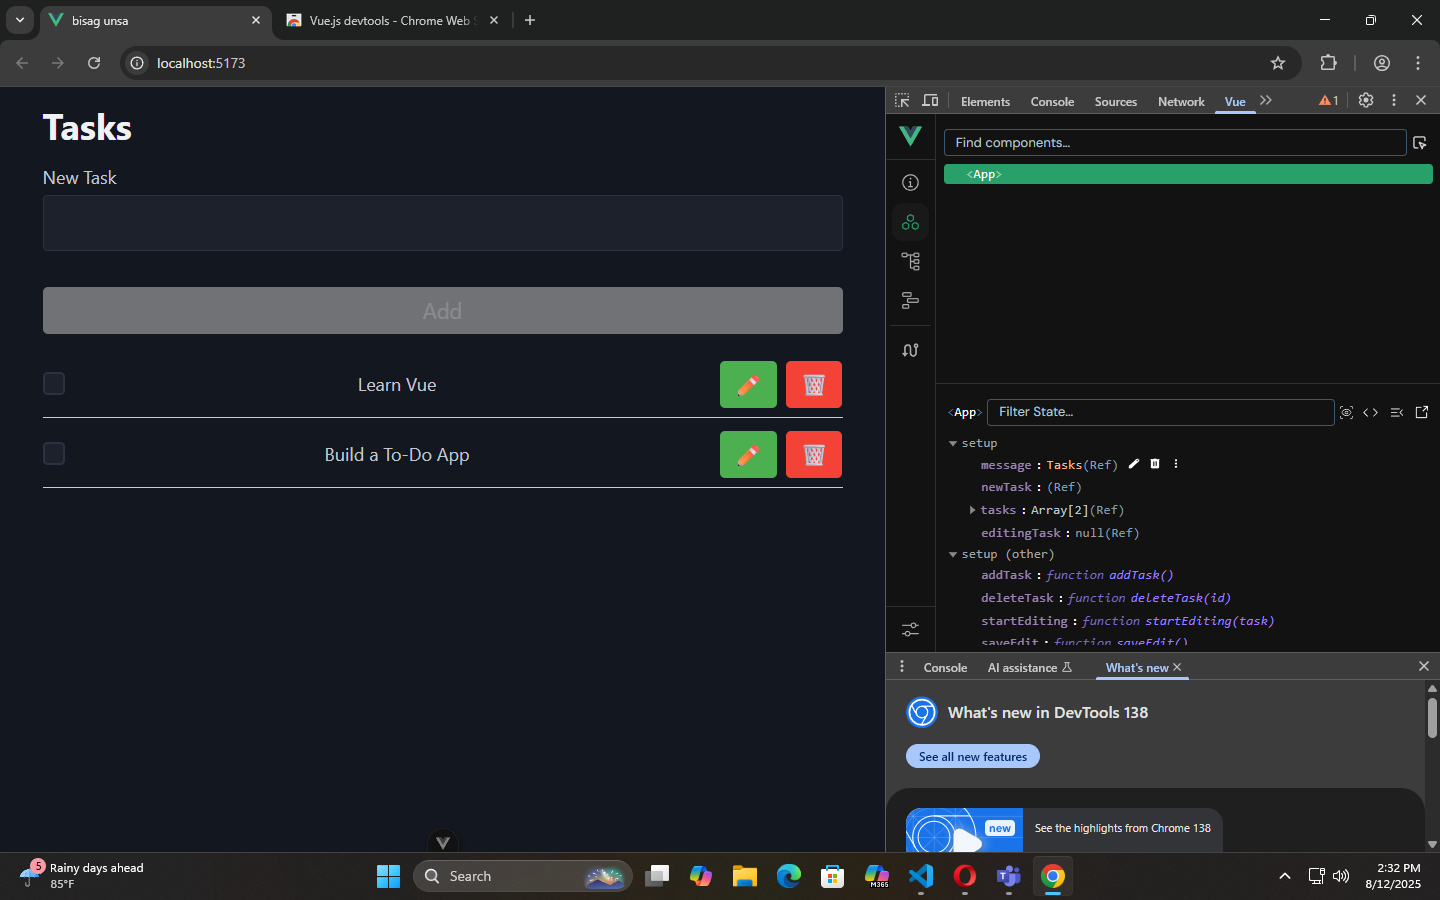 bisag unsa
Vue.js devtools - Chrome Web
localhost:5173
Tasks
New Task
Add
Learn Vue
Build a To-Do App
Elements
Console
Sources
Network
Vue
1
Find components...
<App>
<App>
Filter State...
setup
message : Tasks(Ref)
newTask : (Ref)
tasks : Array[2](Ref)
editingTask : null(Ref)
setup (other)
addTask : function addTask()
deleteTask : function deleteTask(id)
startEditing : function startEditing(task)
saveEdit : function saveEdit()
Console
AI assistance
What's new
What's new in DevTools 138
See all new features
new
See the highlights from Chrome 138
5
Rainy days ahead
85°F
Search
M365
2:32 PM
8/12/2025